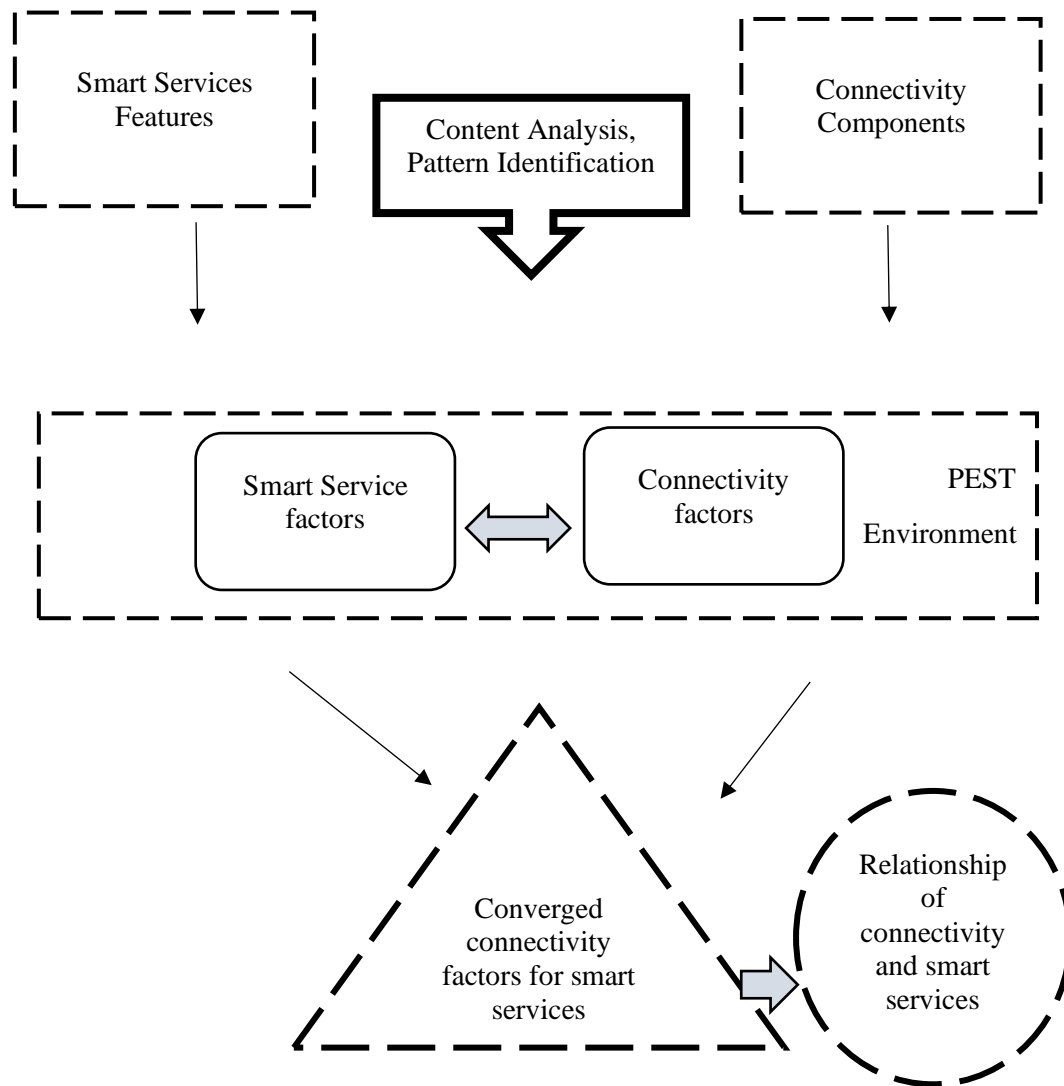 Smart Services
Features
Content Analysis,
Pattern Identification
Connectivity
Components
Smart Service
factors
Connectivity
factors
PEST
Environment
Converged
connectivity
factors for smart
services
Relationship
of
connectivity
and smart
services